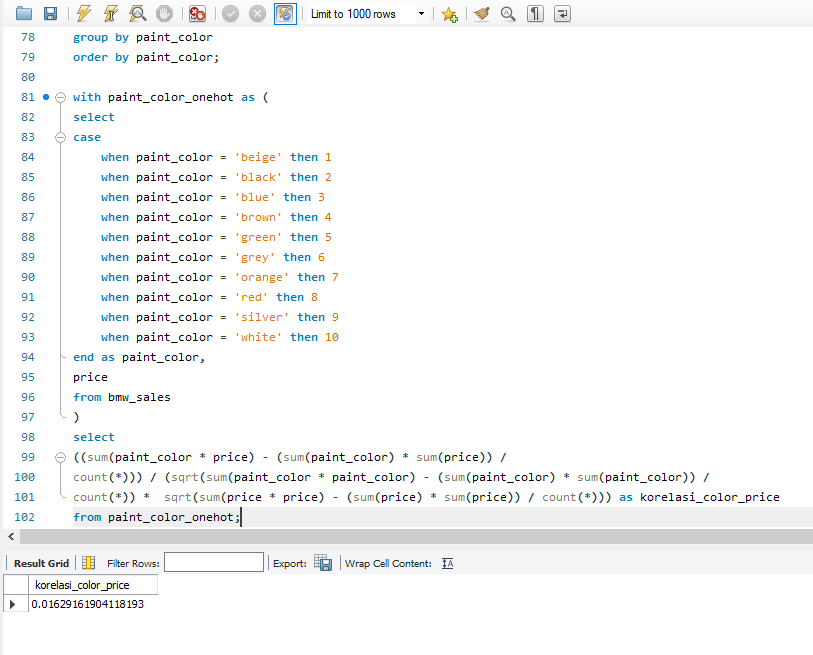 Limit to 1000 rows
78 group by paint_color
79 order by paint_color;
80
81 with paint_color_onehot as (
82 select
83 case
84 when paint_color = 'beige' then 1
85 when paint_color = 'black' then 2
86 when paint_color = 'blue' then 3
87 when paint_color = 'brown' then 4
88 when paint_color = 'green' then 5
89 when paint_color = 'grey' then 6
90 when paint_color = 'orange' then 7
91 when paint_color = 'red' then 8
92 when paint_color = 'silver' then 9
93 when paint_color = 'white' then 10
94 end as paint_color,
95 price
96 from bmw_sales
97 )
98 select
99 ((sum(paint_color * price) - (sum(paint_color) * sum(price)) /
100 count(*))) / (sqrt(sum(paint_color * paint_color) - (sum(paint_color) * sum(paint_color)) /
101 count(*)) *  sqrt(sum(price * price) - (sum(price) * sum(price)) / count(*))) as korelasi_color_price
102 from paint_color_onehot;
Result Grid Filter Rows: Export: Wrap Cell Content: IA
korelasi_color_price
0.01629161904118193